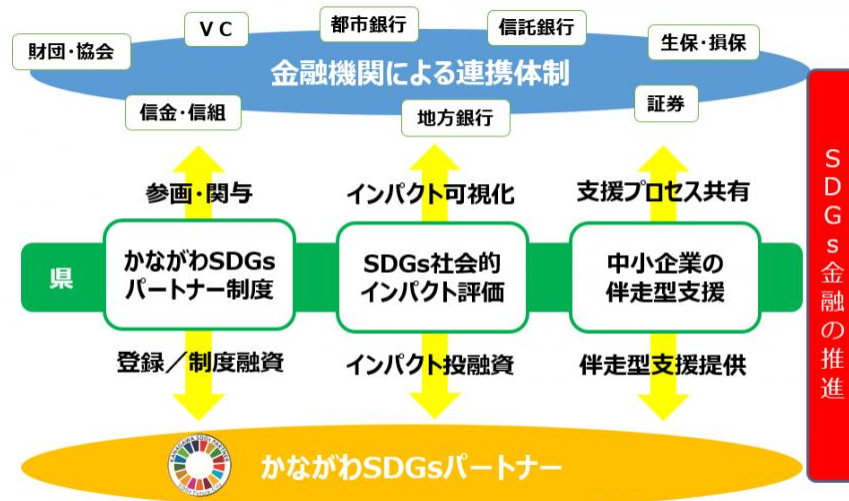 財団・協会
ＶＣ
都市銀行
信託銀行
生保・損保
金融機関による連携体制
信金・信組
地方銀行
証券
参画・関与
インパクト可視化
支援プロセス共有
県
かながわSDGs
パートナー制度
SDGs社会的
インパクト評価
中小企業の
伴走型支援
登録／制度融資
インパクト投融資
伴走型支援提供
かながわSDGsパートナー
ＳＤＧｓ金融の推進